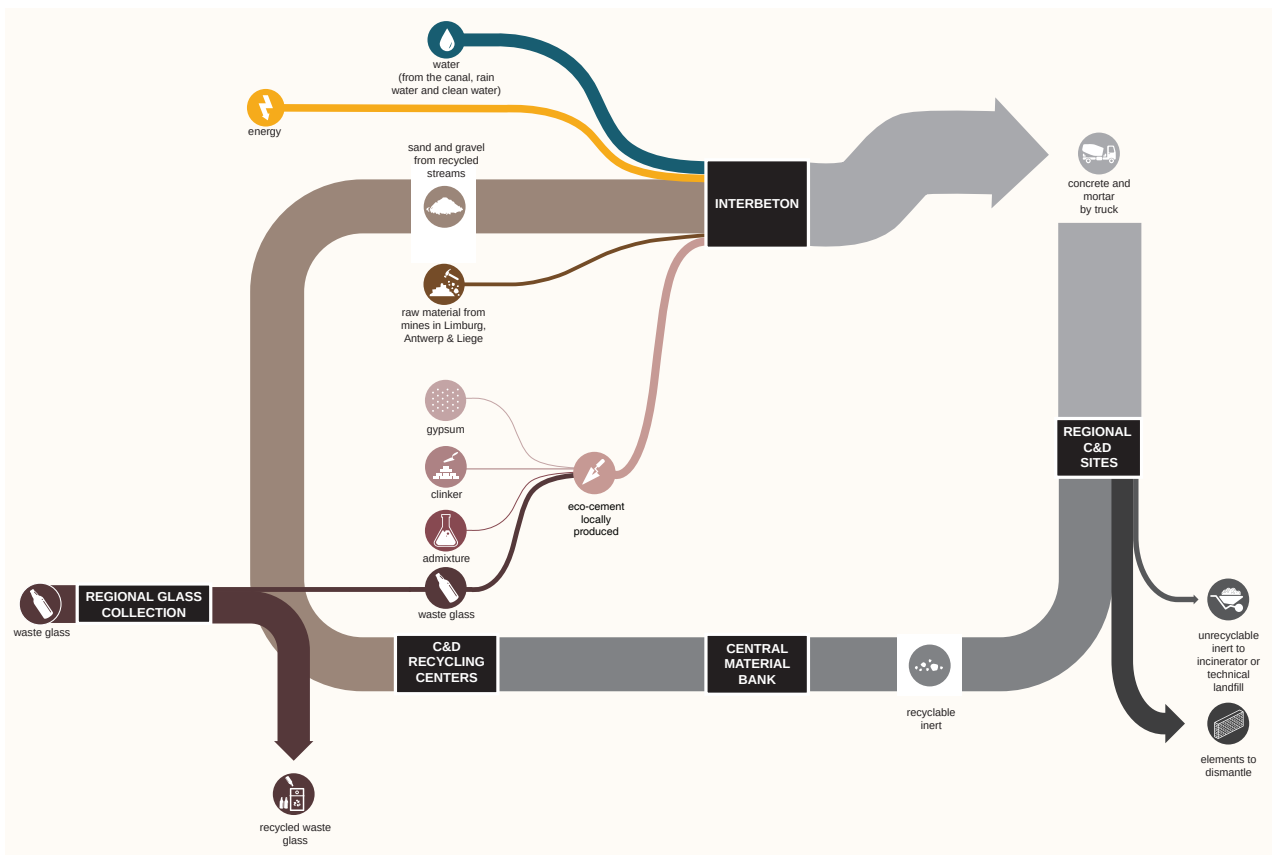 water
(from the canal, rain
water and clean water)
energy
sand and gravel
from recycled
streams
INTERBETON
concrete and
mortar
by truck
raw material from
mines in Limburg,
Antwerp & Liege
gypsum
clinker
admixture
waste glass
eco-cement
locally
produced
REGIONAL
C&D
SITES
REGIONAL GLASS
COLLECTION
waste glass
C&D
RECYCLING
CENTERS
CENTRAL
MATERIAL
BANK
recyclable
inert
unrecyclable
inert to
incinerator or
technical
landfill
elements to
dismantle
recycled waste
glass